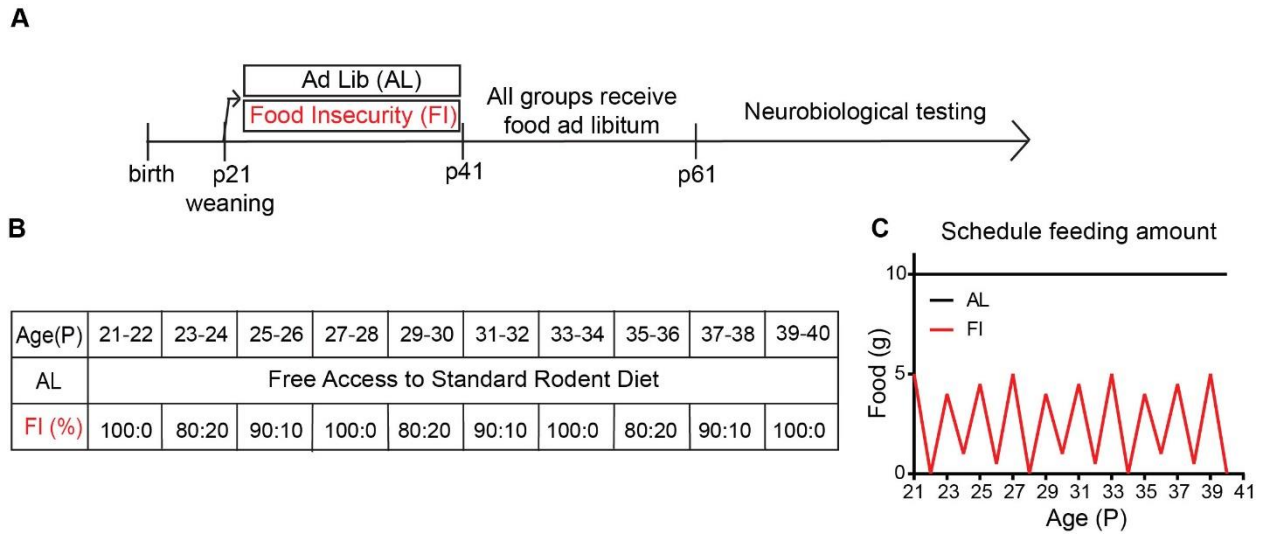 A
Ad Lib (AL)
Food Insecurity (FI)
All groups receive
food ad libitum
Neurobiological testing
birth
p21
weaning
p41
p61
B
Age(P) 21-22 23-24 25-26 27-28 29-30 31-32 33-34 35-36 37-38 39-40
AL Free Access to Standard Rodent Diet
FI (%) 100:0 80:20 90:10 100:0 80:20 90:10 100:0 80:20 90:10 100:0
C
Schedule feeding amount
Food (g)
10
5
0
AL
FI
21 23 25 27 29 31 33 35 37 39 41
Age (P)